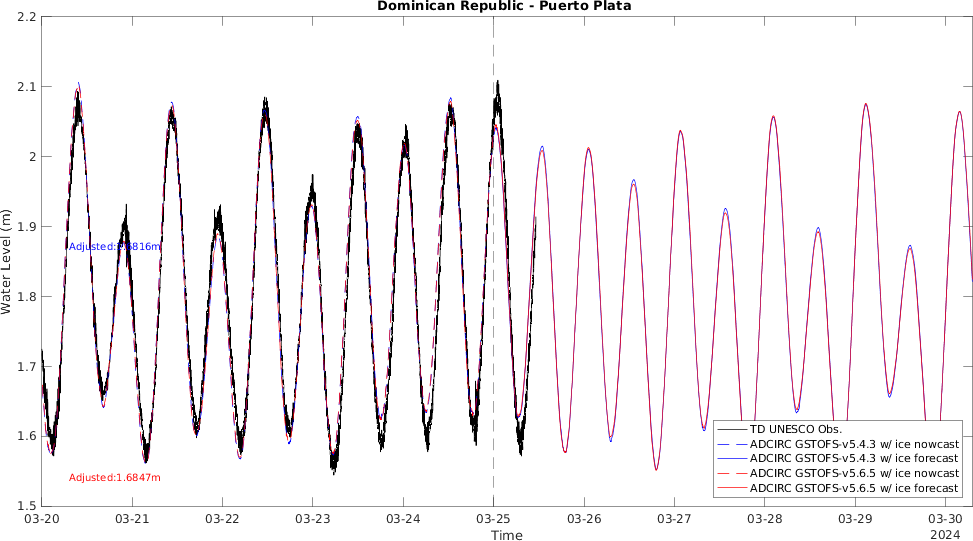 Dominican Republic - Puerto Plata
2.2
2.1
2
1.9
1.8
1.7
1.6
1.5
Water Level (m)
03-20
03-21
03-22
03-23
03-24
03-25
03-26
03-27
03-28
03-29
03-30
2024
Time
Adjusted:1.6816m
Adjusted:1.6847m
TD UNESCO Obs.
ADCIRC GSTOFS-v5.4.3 w/ ice nowcast
ADCIRC GSTOFS-v5.4.3 w/ ice forecast
ADCIRC GSTOFS-v5.6.5 w/ ice nowcast
ADCIRC GSTOFS-v5.6.5 w/ ice forecast